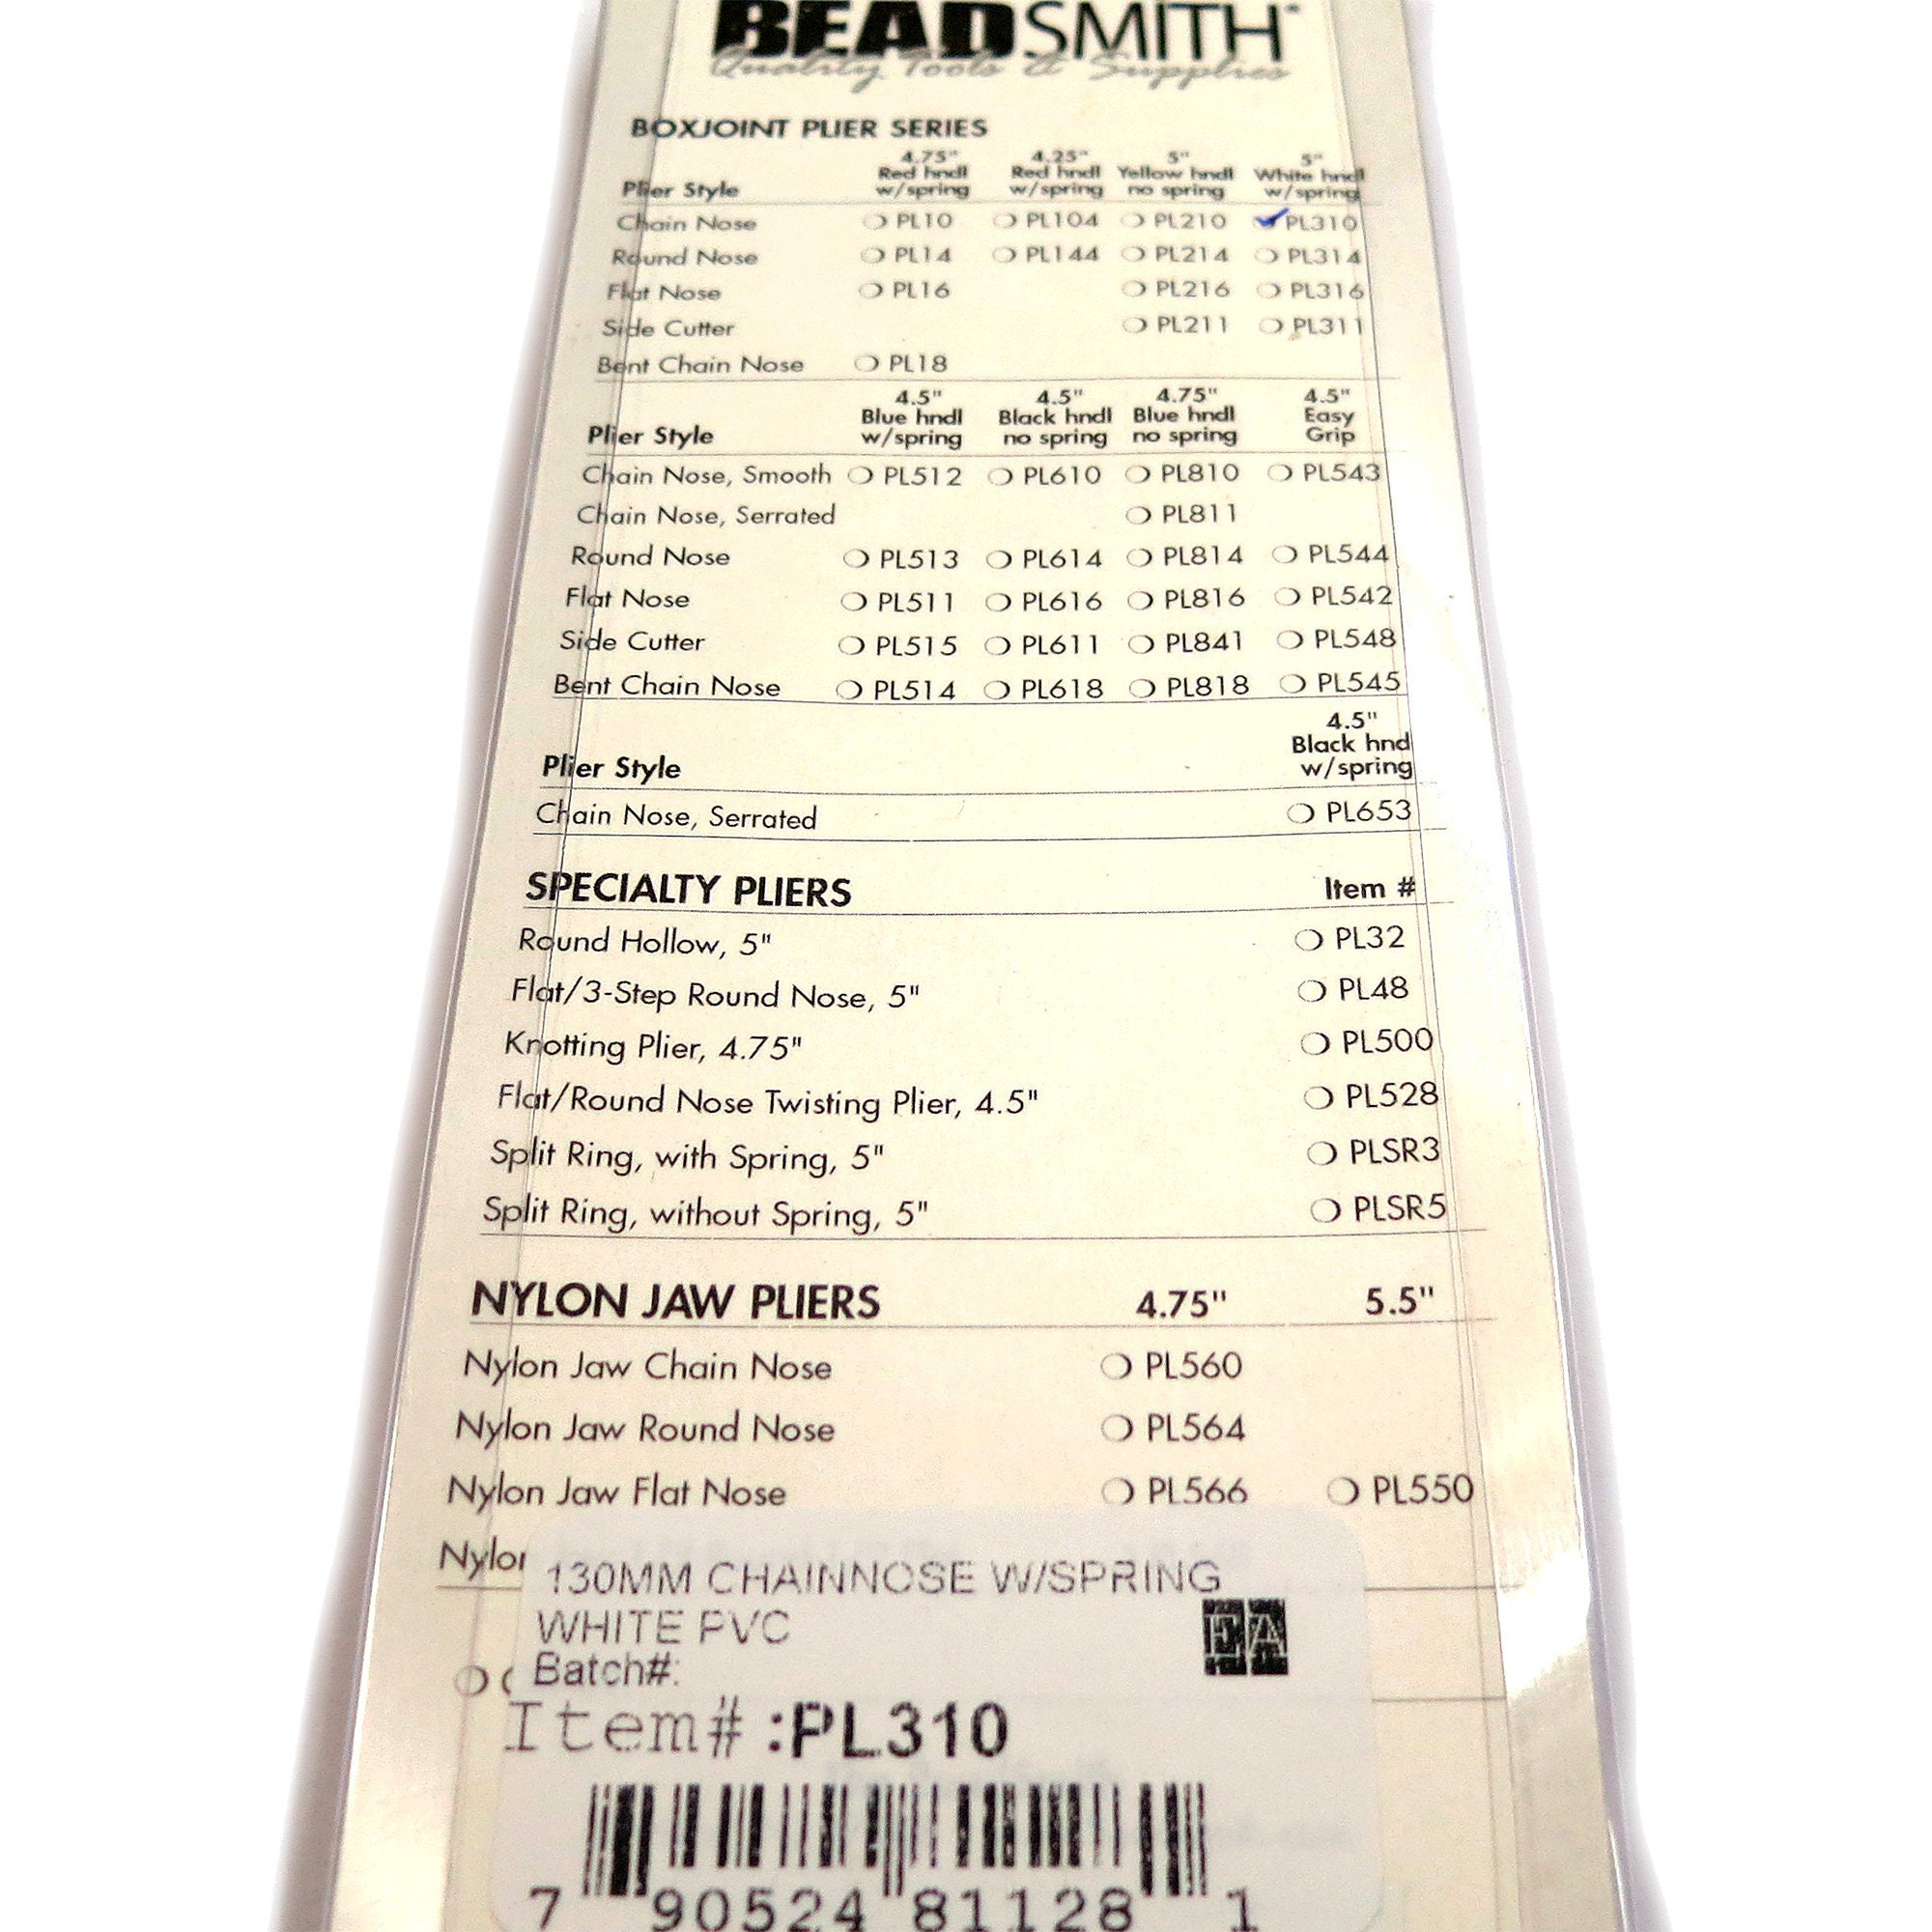 BEADSMITH
Quality Tools & Supplies
BOXJOINT PLIER SERIES
Plier Style 4.75" Red hndl w/spring 4.25" Red hndl w/spring 5" Yellow hndl no spring 5" White hndl w/spring
Chain Nose PL10 PL104 PL210 PL310
Round Nose PL14 PL144 PL214 PL314
Flat Nose PL16 PL216 PL316
Side Cutter PL211 PL311
Bent Chain Nose PL18
Plier Style 4.5" Blue hndl w/spring 4.5" Black hndl no spring 4.75" Blue hndl no spring 4.5" Easy Grip
Chain Nose, Smooth PL512 PL610 PL810 PL543
Chain Nose, Serrated PL811
Round Nose PL513 PL614 PL814 PL544
Flat Nose PL511 PL616 PL816 PL542
Side Cutter PL515 PL611 PL841 PL548
Bent Chain Nose PL514 PL618 PL818 PL545
Plier Style 4.5" Black hnd w/spring
Chain Nose, Serrated PL653
SPECIALTY PLIERS Item #
Round Hollow, 5" PL32
Flat/3-Step Round Nose, 5" PL48
Knotting Plier, 4.75" PL500
Flat/Round Nose Twisting Plier, 4.5" PL528
Split Ring, with Spring, 5" PLSR3
Split Ring, without Spring, 5" PLSR5
NYLON JAW PLIERS 4.75" 5.5"
Nylon Jaw Chain Nose PL560
Nylon Jaw Round Nose PL564
Nylon Jaw Flat Nose PL566 PL550
130MM CHAINNOSE W/SPRING
WHITE PVC
EA
Batch#:
Item# :PL310
7 90524 81128 1